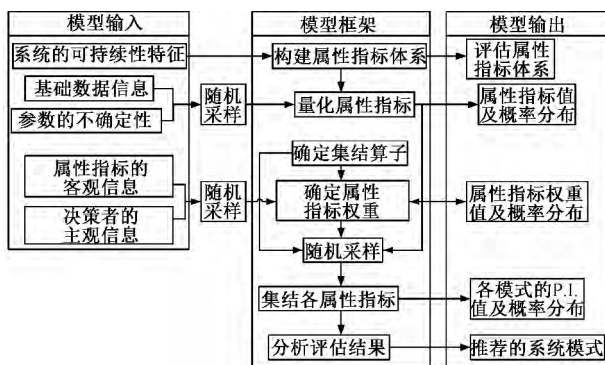 模型输入
模型框架
模型输出
系统的可持续性特征
构建属性指标体系
评估属性
指标体系
基础数据信息
参数的不确定性
随机
采样
量化属性指标
属性指标值
及概率分布
确定集结算子
属性指标的
客观信息
决策者的
主观信息
随机
采样
确定属性
指标权重
属性指标权重
值及概率分布
随机采样
集结各属性指标
各模式的P.I.
值及概率分布
分析评估结果
推荐的系统模式